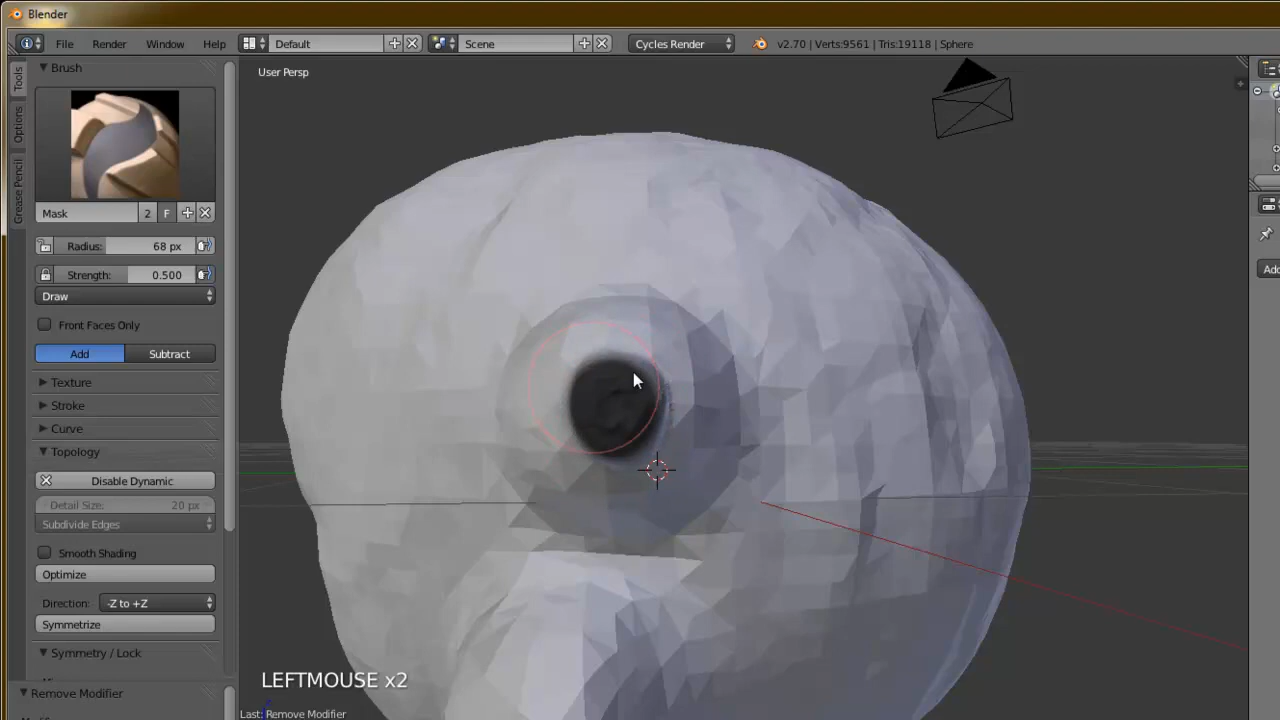 Blender
File Render Window Help Default Scene Cycles Render v2.70 | Verts:9561 | Tris:19118 | Sphere
Tools
Options
Grease Pencil
Brush
User Persp
Mask 2 F
Radius: 68 px
Strength: 0.500
Draw
Front Faces Only
Add Subtract
Texture
Stroke
Curve
Topology
Disable Dynamic
Detail Size: 20 px
Subdivide Edges
Smooth Shading
Optimize
Direction: -Z to +Z
Symmetrize
Symmetry / Lock
Remove Modifier
LEFTMOUSE x2
Last: Remove Modifier
Add